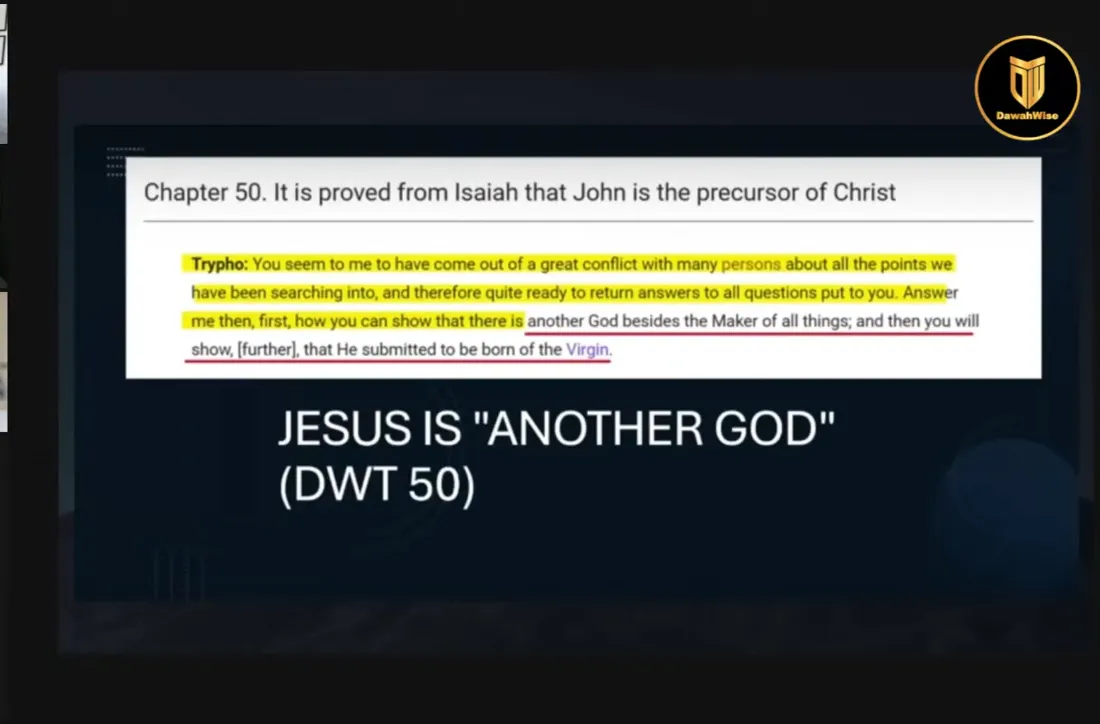 DawahWise
Chapter 50. It is proved from Isaiah that John is the precursor of Christ
Trypho: You seem to me to have come out of a great conflict with many persons about all the points we
have been searching into, and therefore quite ready to return answers to all questions put to you. Answer
me then, first, how you can show that there is another God besides the Maker of all things; and then you will
show, [further], that He submitted to be born of the Virgin.
JESUS IS "ANOTHER GOD"
(DWT 50)